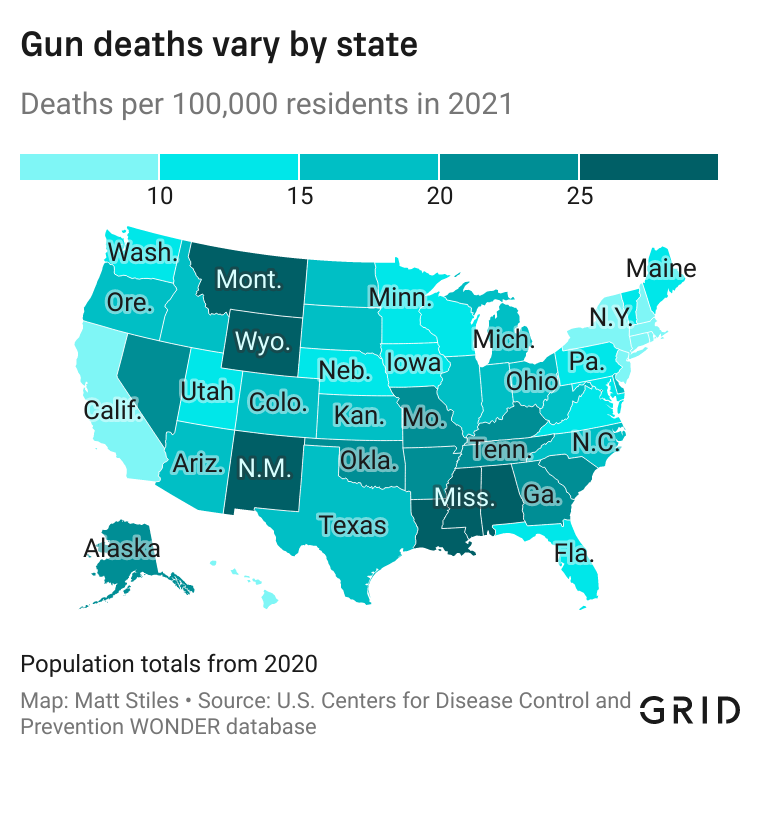 Gun deaths vary by state
Deaths per 100,000 residents in 2021
10 15 20 25
Wash.
Maine
Mont.
Minn.
Ore.
N.Y.
Wyo.
Mich.
Neb.
Iowa
Pa.
Utah
Ohio
Colo.
Calif.
Kan.
Mo.
N.C.
Tenn.
Ariz.
N.M.
Okla.
Miss.
Ga.
Texas
Alaska
Fla.
Population totals from 2020
Map: Matt Stiles • Source: U.S. Centers for Disease Control and
Prevention WONDER database
GRID